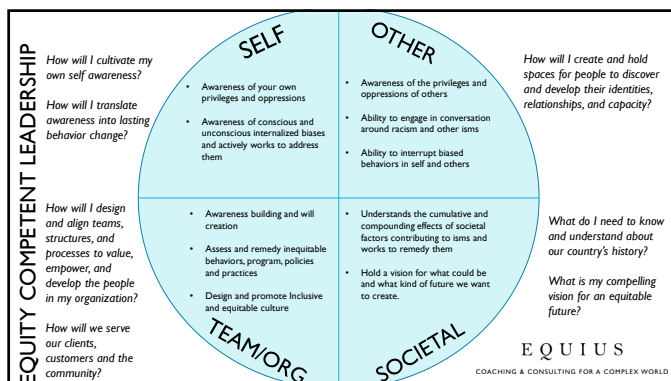 EQUITY COMPETENT LEADERSHIP
How will I cultivate my
own self awareness?
How will I translate
awareness into lasting
behavior change?
SELF
• Awareness of your own
privileges and oppressions
• Awareness of conscious and
unconscious internalized biases
and actively works to address
them
OTHER
• Awareness of the privileges and
oppressions of others
• Ability to engage in conversation
around racism and other isms
• Ability to interrupt biased
behaviors in self and others
How will I create and hold
spaces for people to discover
and develop their identities,
relationships, and capacity?
How will I design
and align teams,
structures, and
processes to value,
empower, and
develop the people
in my organization?
How will we serve
our clients,
customers and the
community?
• Awareness building and will
creation
• Assess and remedy inequitable
behaviors, program, policies
and practices
• Design and promote Inclusive
and equitable culture
TEAM/ORG
• Understands the cumulative and
compounding effects of societal
factors contributing to isms and
works to remedy them
• Hold a vision for what could be
and what kind of future we want
to create.
SOCIETAL
What do I need to know
and understand about
our country's history?
What is my compelling
vision for an equitable
future?
EQUIUS
COACHING & CONSULTING FOR A COMPLEX WORLD